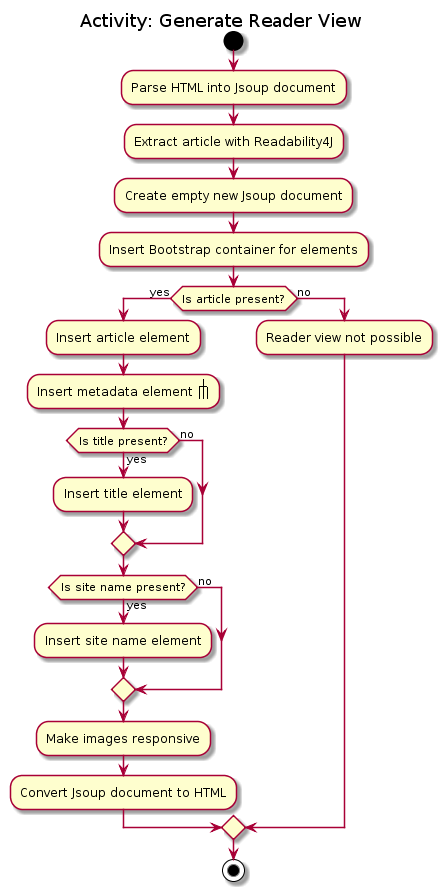 Activity: Generate Reader View
Parse HTML into Jsoup document
Extract article with Readability4J
Create empty new Jsoup document
Insert Bootstrap container for elements
yes
Is article present?
no
Insert article element
Reader view not possible
Insert metadata element
Is title present?
no
yes
Insert title element
Is site name present?
no
yes
Insert site name element
Make images responsive
Convert Jsoup document to HTML